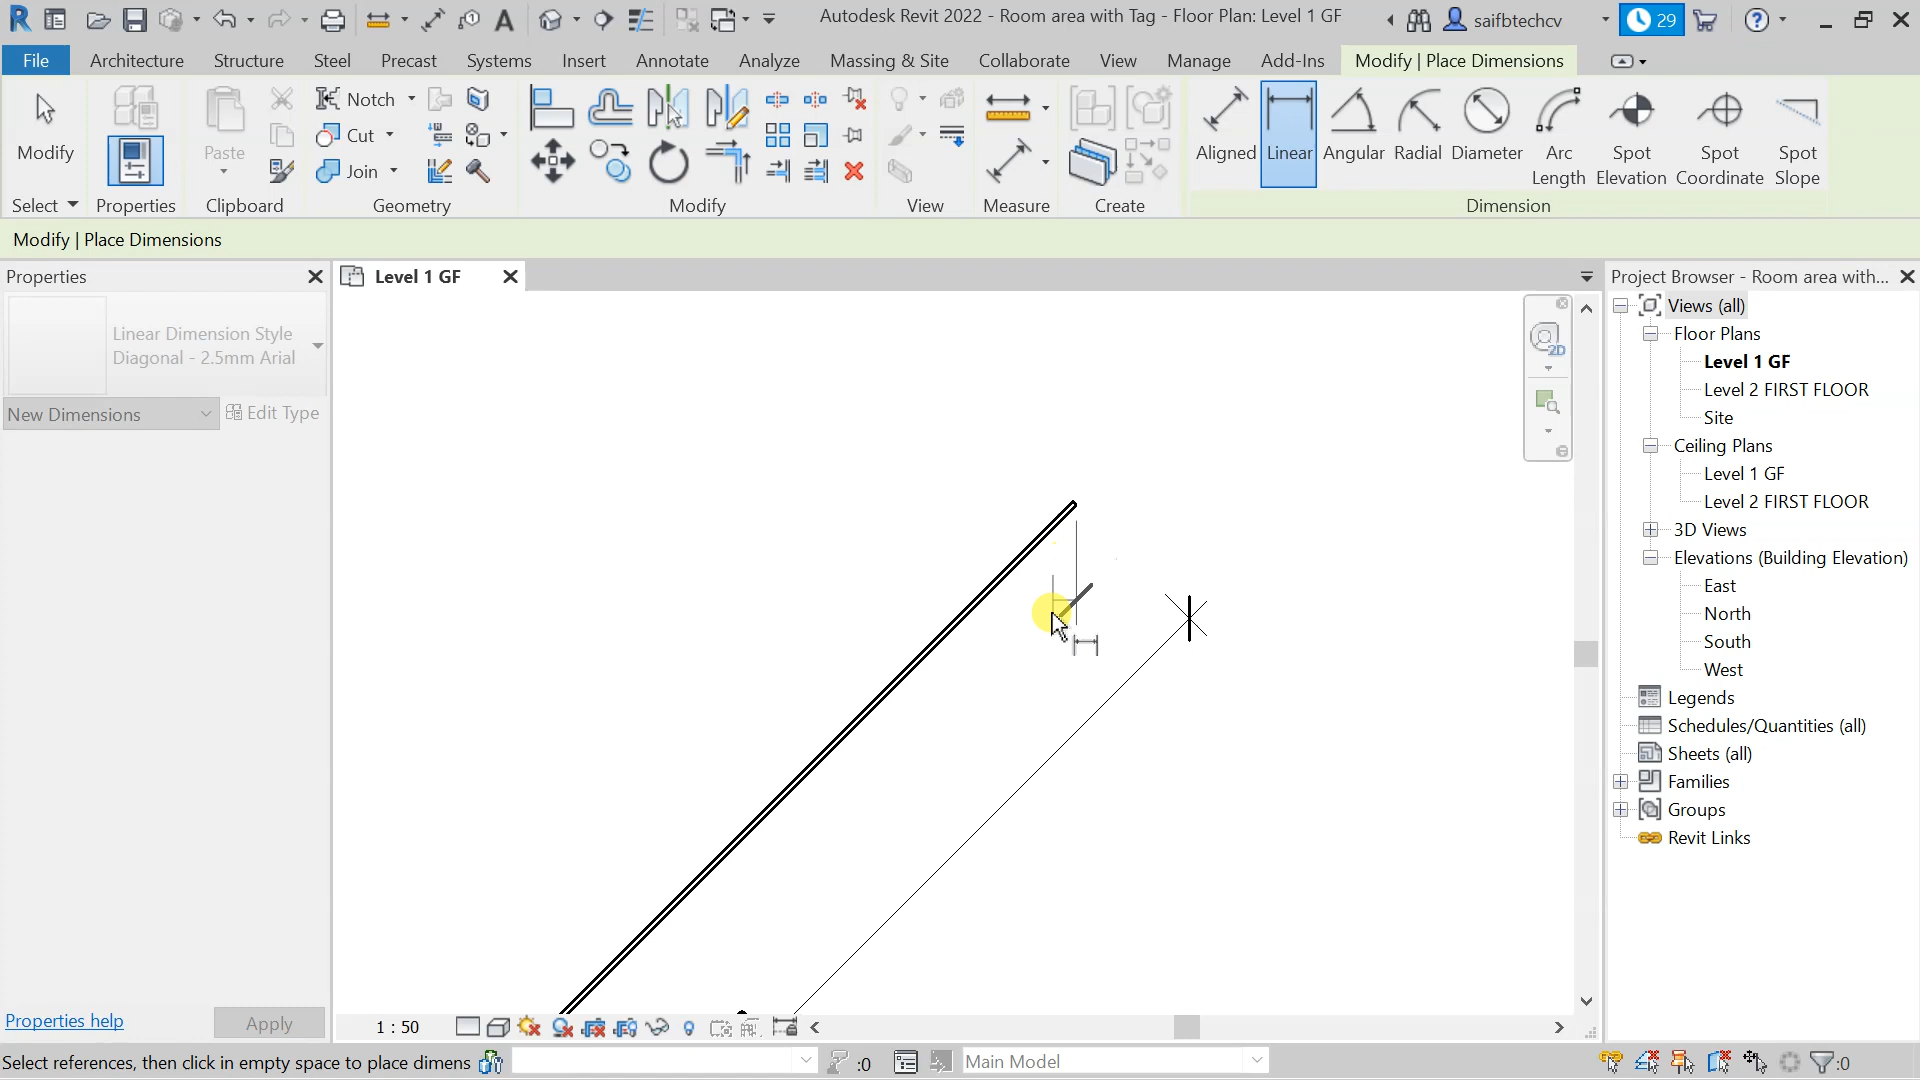 Autodesk Revit 2022 - Room area with Tag - Floor Plan: Level 1 GF
saifbtechcv
29
File Architecture Structure Steel Precast Systems Insert Annotate Analyze Massing & Site Collaborate View Manage Add-Ins Modify | Place Dimensions
Modify
Paste
Notch
Cut
Join
Aligned Linear Angular Radial Diameter Arc Length Spot Elevation Spot Coordinate Spot Slope
Select Properties Clipboard Geometry Modify View Measure Create Dimension
Modify | Place Dimensions
Properties
Linear Dimension Style
Diagonal - 2.5mm Arial
New Dimensions Edit Type
Properties help Apply
Level 1 GF
2D
1 : 50
Project Browser - Room area with...
Views (all)
Floor Plans
Level 1 GF
Level 2 FIRST FLOOR
Site
Ceiling Plans
Level 1 GF
Level 2 FIRST FLOOR
3D Views
Elevations (Building Elevation)
East
North
South
West
Legends
Schedules/Quantities (all)
Sheets (all)
Families
Groups
Revit Links
Select references, then click in empty space to place dimens
:0
Main Model
:0